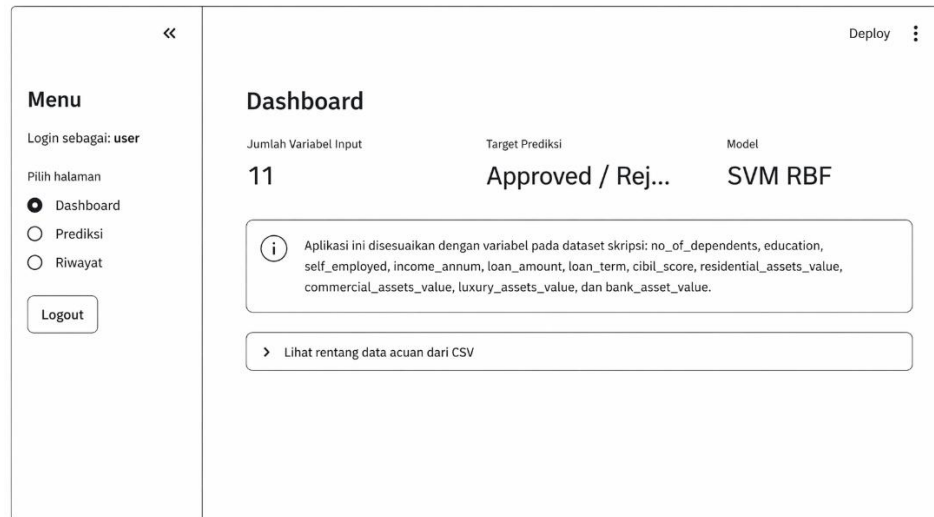 Deploy
Menu
Login sebagai: user
Pilih halaman
Dashboard
Prediksi
Riwayat
Logout
Dashboard
Jumlah Variabel Input
11
Target Prediksi
Approved / Rej...
Model
SVM RBF
Aplikasi ini disesuaikan dengan variabel pada dataset skripsi: no_of_dependents, education,
self_employed, income_annum, loan_amount, loan_term, cibil_score, residential_assets_value,
commercial_assets_value, luxury_assets_value, dan bank_asset_value.
Lihat rentang data acuan dari CSV